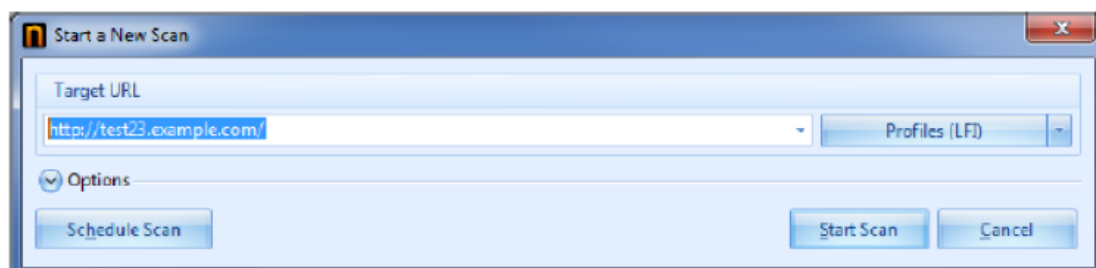 Start a New Scan
Target URL
http://test23.example.com/
Profiles (LFI)
Options
Schedule Scan
Start Scan
Cancel